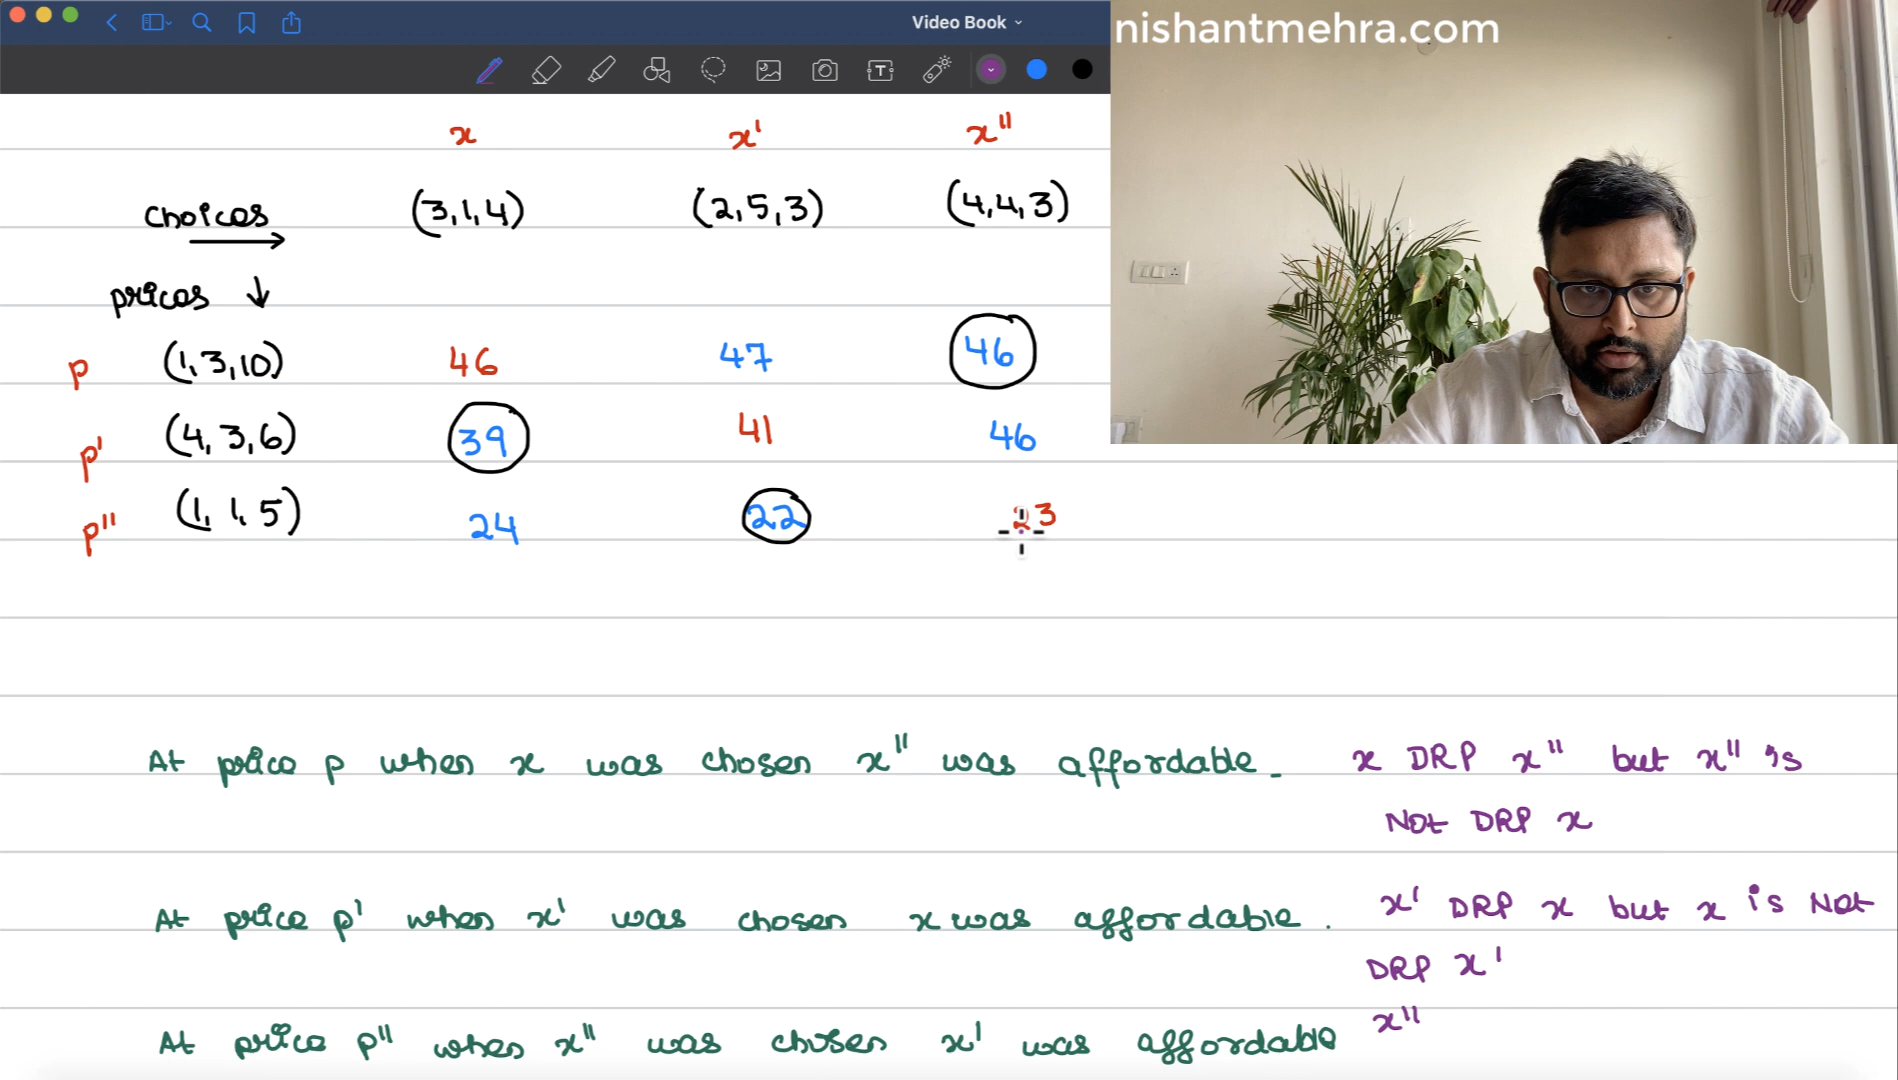 Video Book
nishantmehra.com
x x' x''
choices (3,1,4) (2,5,3) (4,4,3)
prices ↓
p (1,3,10) 46 47 46
p' (4,3,6) 39 41 46
p'' (1,1,5) 24 22 23
At price p when x was chosen x'' was affordable. x DRP x'' but x'' is
Not DRP x
At price p' when x' was chosen x was affordable. x' DRP x but x is Not
DRP x'
At price p'' when x'' was chosen x' was affordable x''